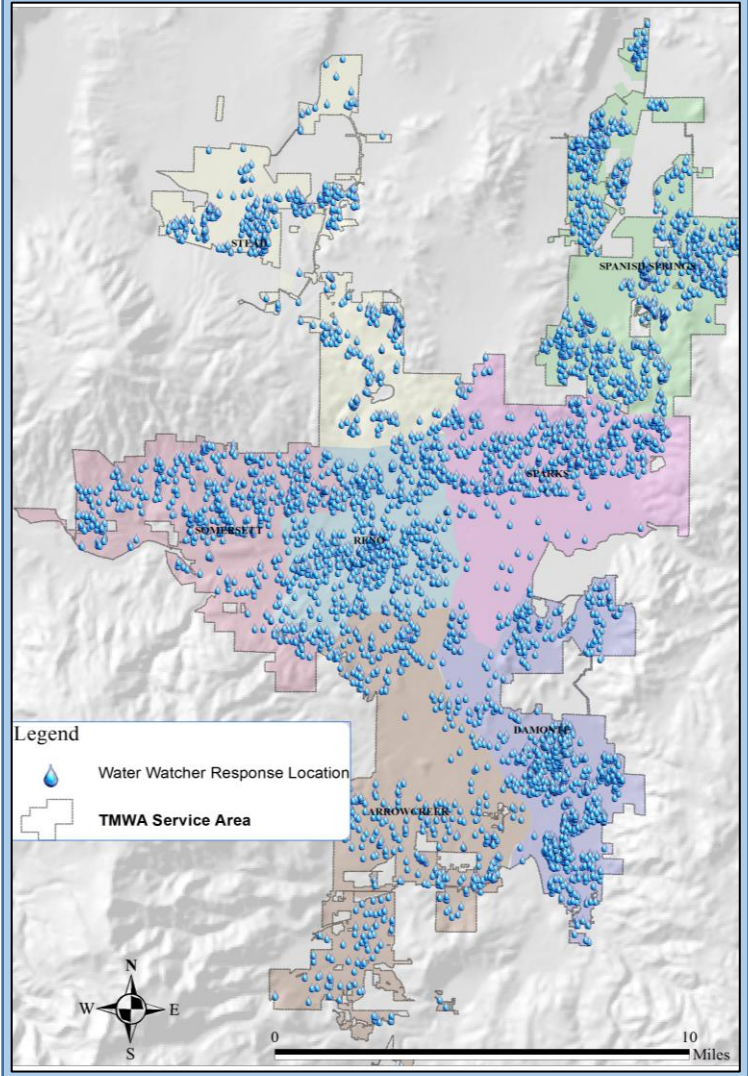 STEAD
SPANISH SPRINGS
SPARKS
SOMERSETT
RENO
DAMONTE
ARROWCREEK
Legend
Water Watcher Response Location
TMWA Service Area
N
W
E
S
0
10
Miles